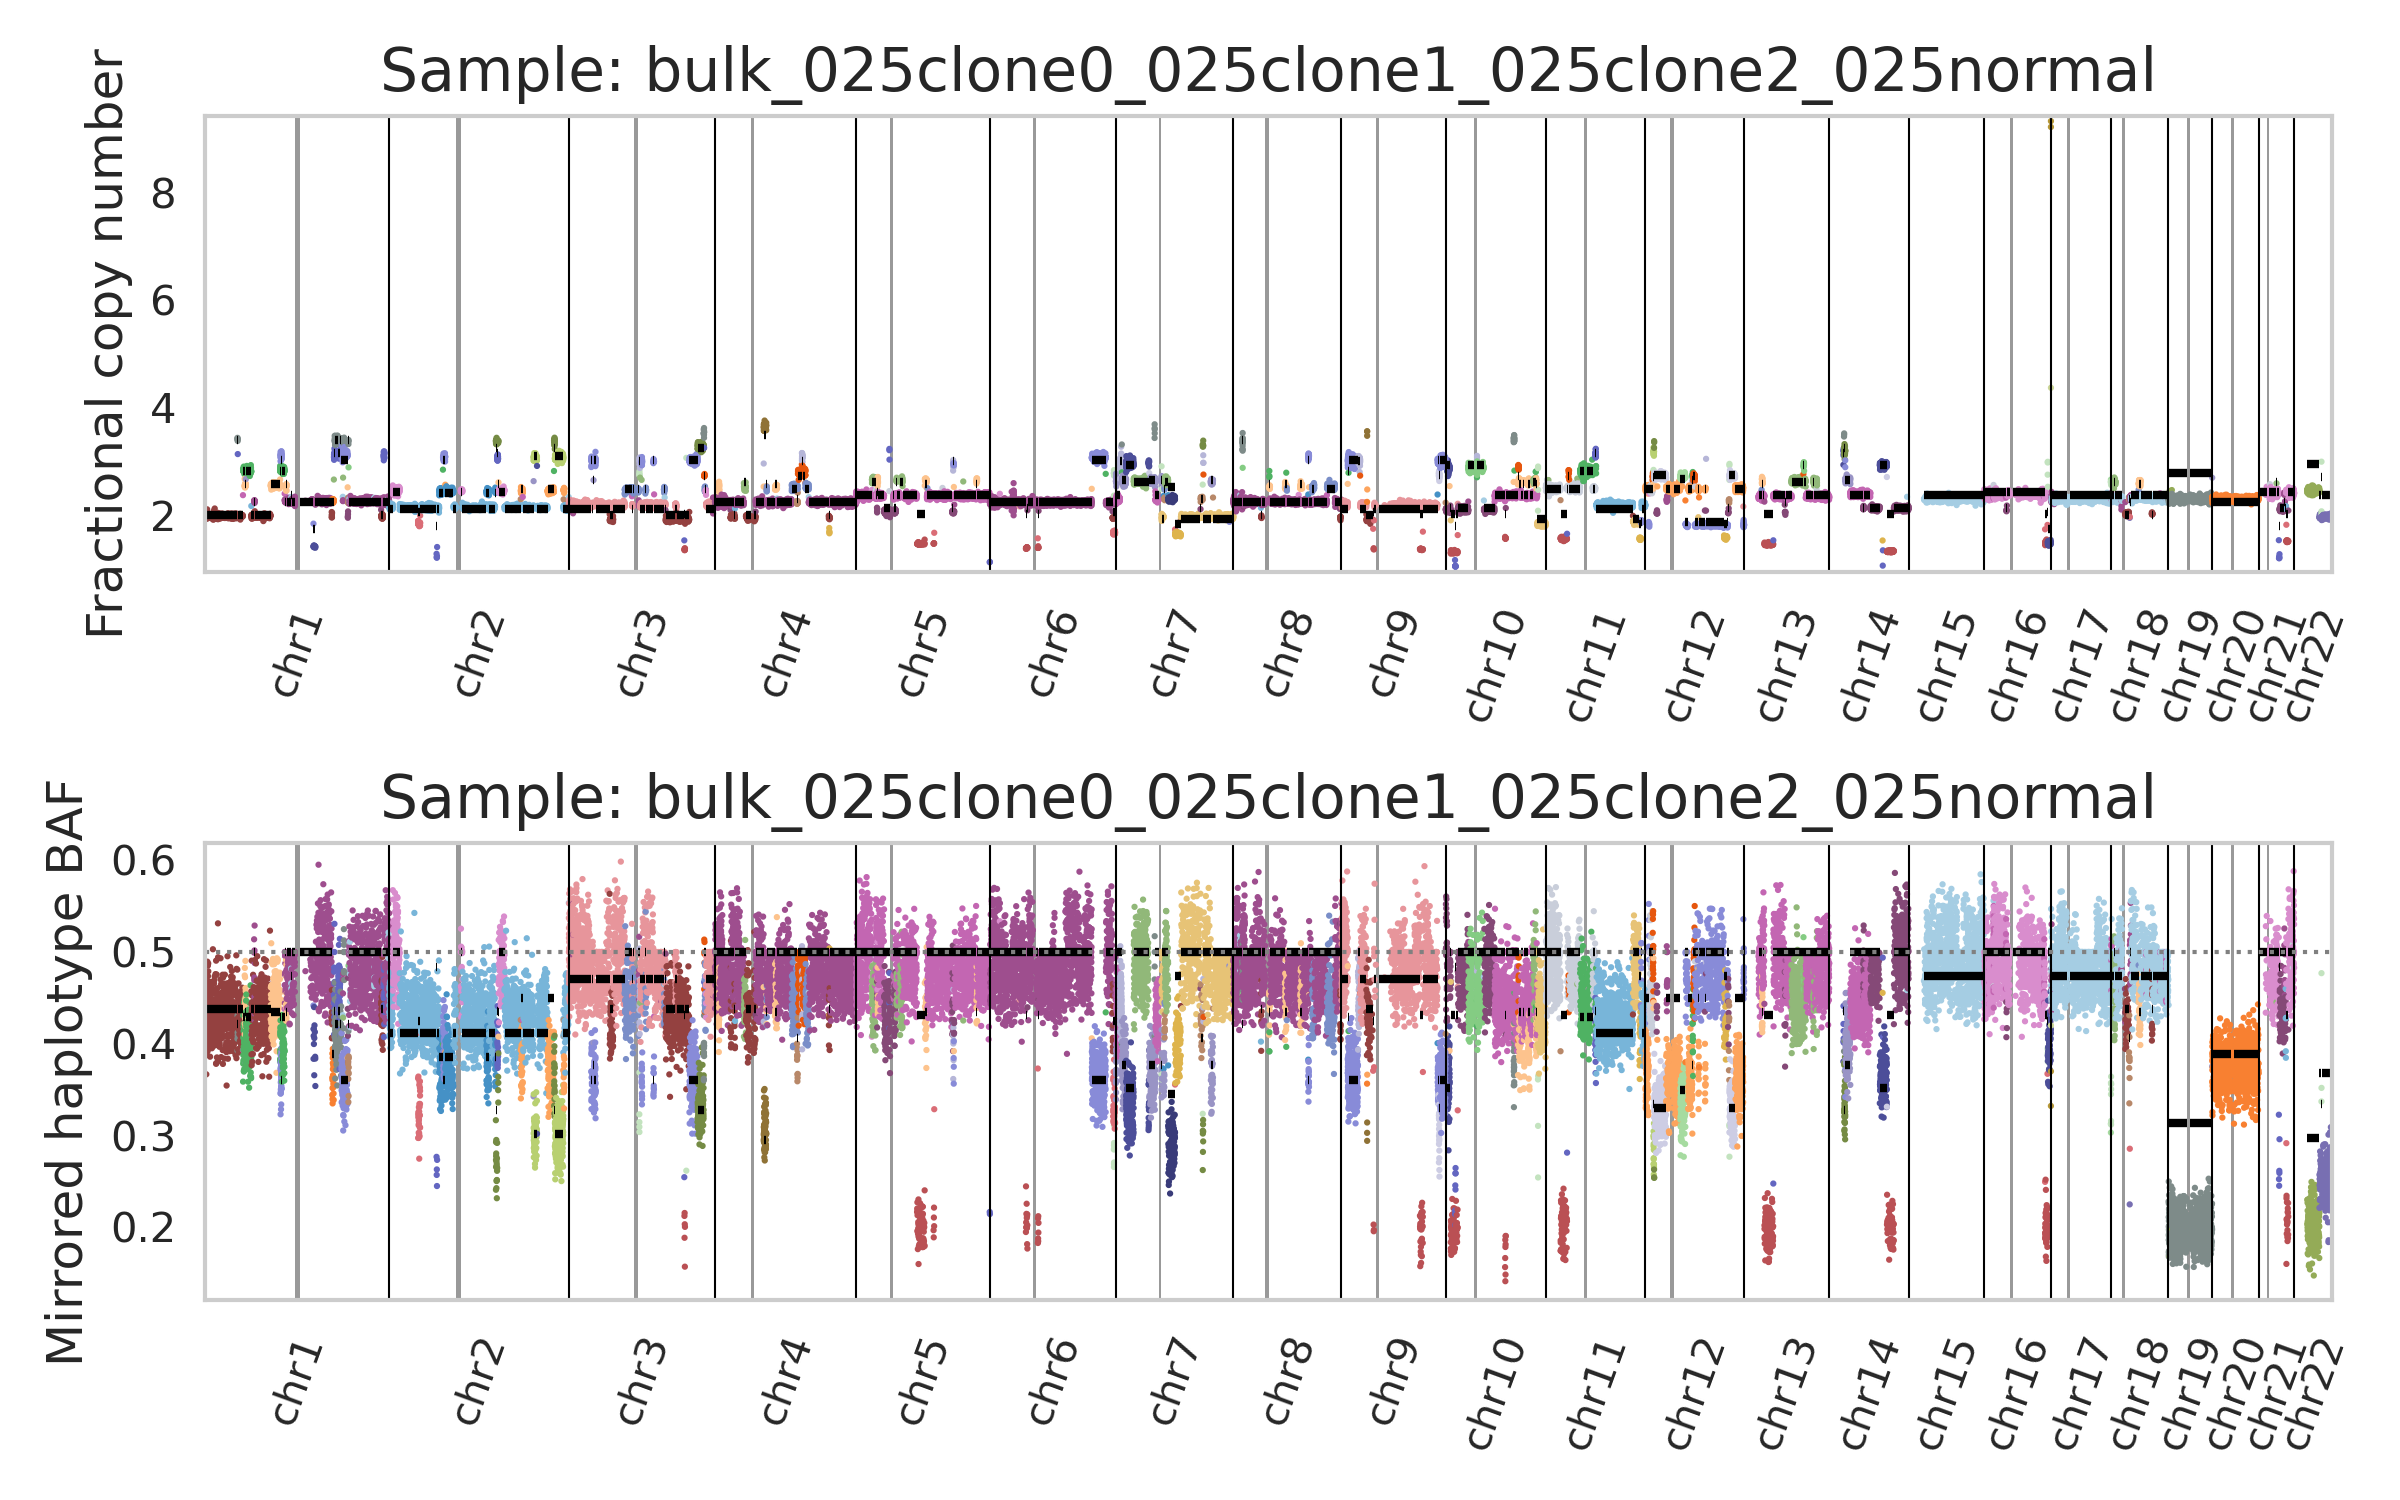 Sample: bulk_025clone0_025clone1_025clone2_025normal
Fractional copy number
8
6
4
2
chr1
chr2
chr3
chr4
chr5
chr6
chr7
chr8
chr9
chr10
chr11
chr12
chr13
chr14
chr15
chr16
chr17
chr18
chr19
chr20
chr21
chr22
Sample: bulk_025clone0_025clone1_025clone2_025normal
Mirrored haplotype BAF
0.6
0.5
0.4
0.3
0.2
chr1
chr2
chr3
chr4
chr5
chr6
chr7
chr8
chr9
chr10
chr11
chr12
chr13
chr14
chr15
chr16
chr17
chr18
chr19
chr20
chr21
chr22